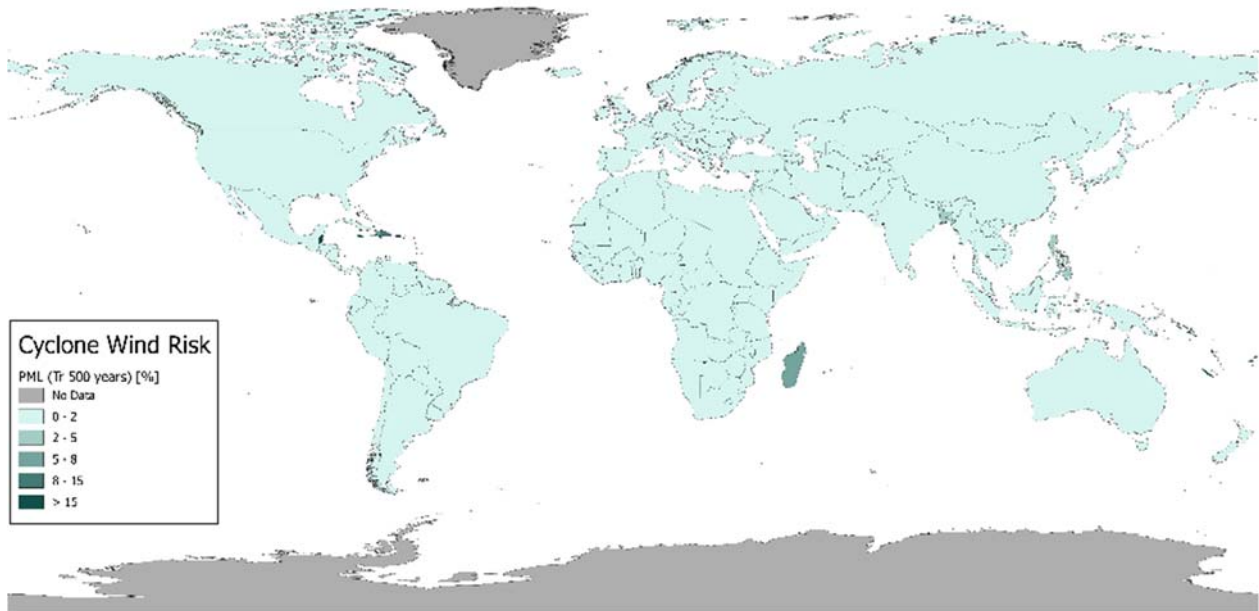 Cyclone Wind Risk
PML (Tr 500 years) [%]
No Data
0 - 2
2 - 5
5 - 8
8 - 15
> 15